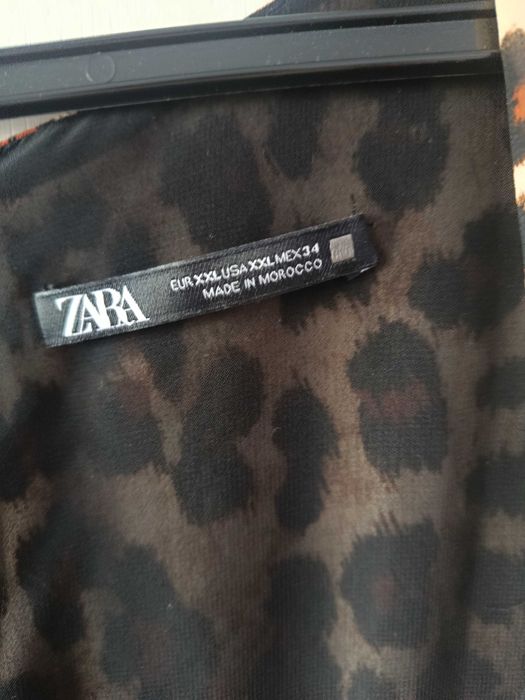 ZARA
EUR XXL USA XXL MEX 34
MADE IN MOROCCO